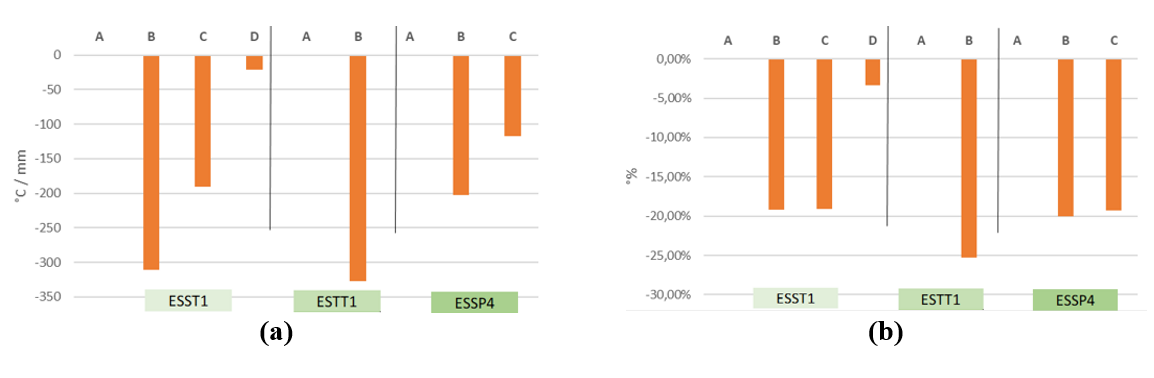 A B C D A B A B C
0
-50
-100
-150
-200
-250
-300
-350
°C / mm
ESST1 ESTT1 ESSP4
(a)
A B C D A B A B C
0,00%
-5,00%
-10,00%
-15,00%
-20,00%
-25,00%
-30,00%
°%
ESST1 ESTT1 ESSP4
(b)